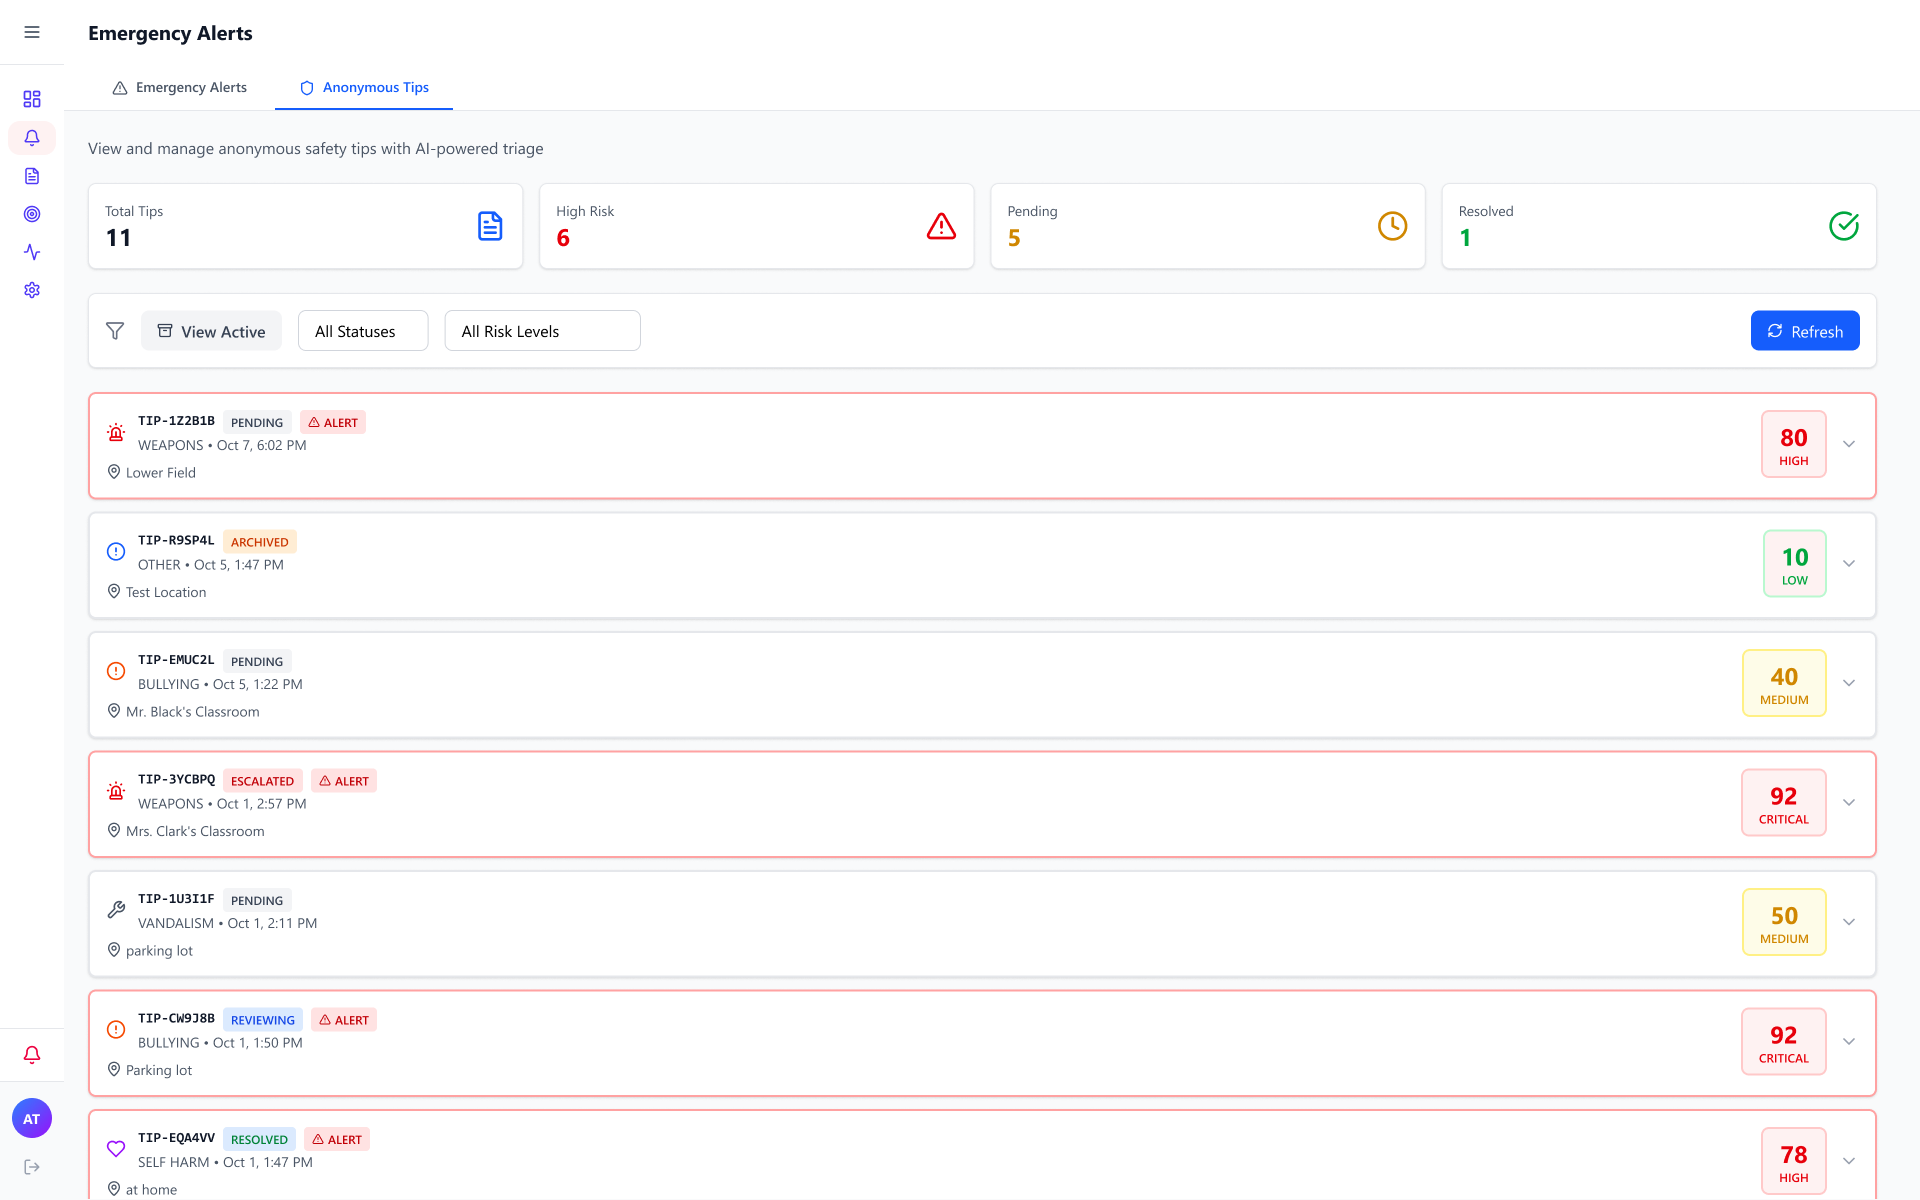 Emergency Alerts
Emergency Alerts
Anonymous Tips
View and manage anonymous safety tips with AI-powered triage
Total Tips
11
High Risk
6
Pending
5
Resolved
1
View Active
All Statuses
All Risk Levels
Refresh
TIP-1Z2B1B PENDING ALERT
WEAPONS • Oct 7, 6:02 PM
Lower Field
80
HIGH
TIP-R9SP4L ARCHIVED
OTHER • Oct 5, 1:47 PM
Test Location
10
LOW
TIP-EMUC2L PENDING
BULLYING • Oct 5, 1:22 PM
Mr. Black's Classroom
40
MEDIUM
TIP-3YCBPQ ESCALATED ALERT
WEAPONS • Oct 1, 2:57 PM
Mrs. Clark's Classroom
92
CRITICAL
TIP-1U3I1F PENDING
VANDALISM • Oct 1, 2:11 PM
parking lot
50
MEDIUM
TIP-CW9J8B REVIEWING ALERT
BULLYING • Oct 1, 1:50 PM
Parking lot
92
CRITICAL
TIP-EQA4VV RESOLVED ALERT
SELF HARM • Oct 1, 1:47 PM
at home
78
HIGH
AT